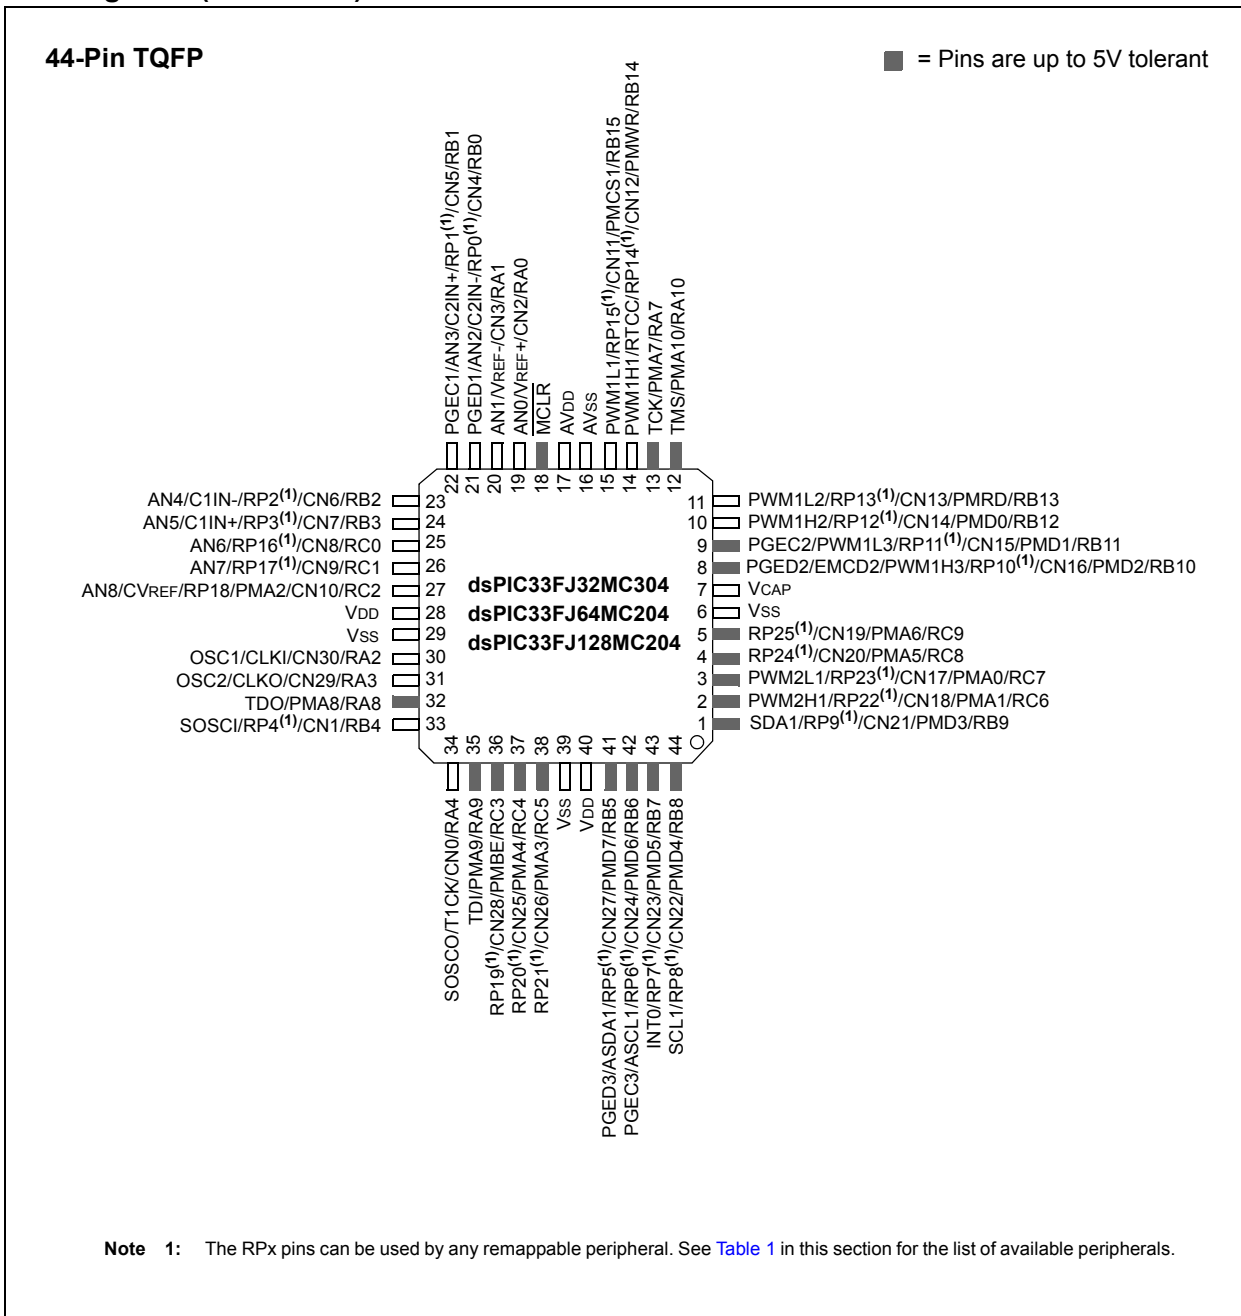 44-Pin TQFP
= Pins are up to 5V tolerant
PGEC1/AN3/C2IN+/RP1(1)/CN5/RB1
PGED1/AN2/C2IN-/RP0(1)/CN4/RB0
AN1/VREF-/CN3/RA1
AN0/VREF+/CN2/RA0
MCLR
AVDD
AVSS
PWM1L1/RP15(1)/CN11/PMCS1/RB15
PWM1H1/RTCC/RP14(1)/CN12/PMWR/RB14
TCK/PMA7/RA7
TMS/PMA10/RA10
22 21 20 19 18 17 16 15 14 13 12
AN4/C1IN-/RP2(1)/CN6/RB2 23
AN5/C1IN+/RP3(1)/CN7/RB3 24
AN6/RP16(1)/CN8/RC0 25
AN7/RP17(1)/CN9/RC1 26
AN8/CVREF/RP18/PMA2/CN10/RC2 27
VDD 28
VSS 29
OSC1/CLKI/CN30/RA2 30
OSC2/CLKO/CN29/RA3 31
TDO/PMA8/RA8 32
SOSCI/RP4(1)/CN1/RB4 33
dsPIC33FJ32MC304
dsPIC33FJ64MC204
dsPIC33FJ128MC204
11 PWM1L2/RP13(1)/CN13/PMRD/RB13
10 PWM1H2/RP12(1)/CN14/PMD0/RB12
9 PGEC2/PWM1L3/RP11(1)/CN15/PMD1/RB11
8 PGED2/EMCD2/PWM1H3/RP10(1)/CN16/PMD2/RB10
7 VCAP
6 VSS
5 RP25(1)/CN19/PMA6/RC9
4 RP24(1)/CN20/PMA5/RC8
3 PWM2L1/RP23(1)/CN17/PMA0/RC7
2 PWM2H1/RP22(1)/CN18/PMA1/RC6
1 SDA1/RP9(1)/CN21/PMD3/RB9
34 35 36 37 38 39 40 41 42 43 44
SOSCO/T1CK/CN0/RA4
TDI/PMA9/RA9
RP19(1)/CN28/PMBE/RC3
RP20(1)/CN25/PMA4/RC4
RP21(1)/CN26/PMA3/RC5
VSS
VDD
PGED3/ASDA1/RP5(1)/CN27/PMD7/RB5
PGEC3/ASCL1/RP6(1)/CN24/PMD6/RB6
INT0/RP7(1)/CN23/PMD5/RB7
SCL1/RP8(1)/CN22/PMD4/RB8
Note 1: The RPx pins can be used by any remappable peripheral. See Table 1 in this section for the list of available peripherals.